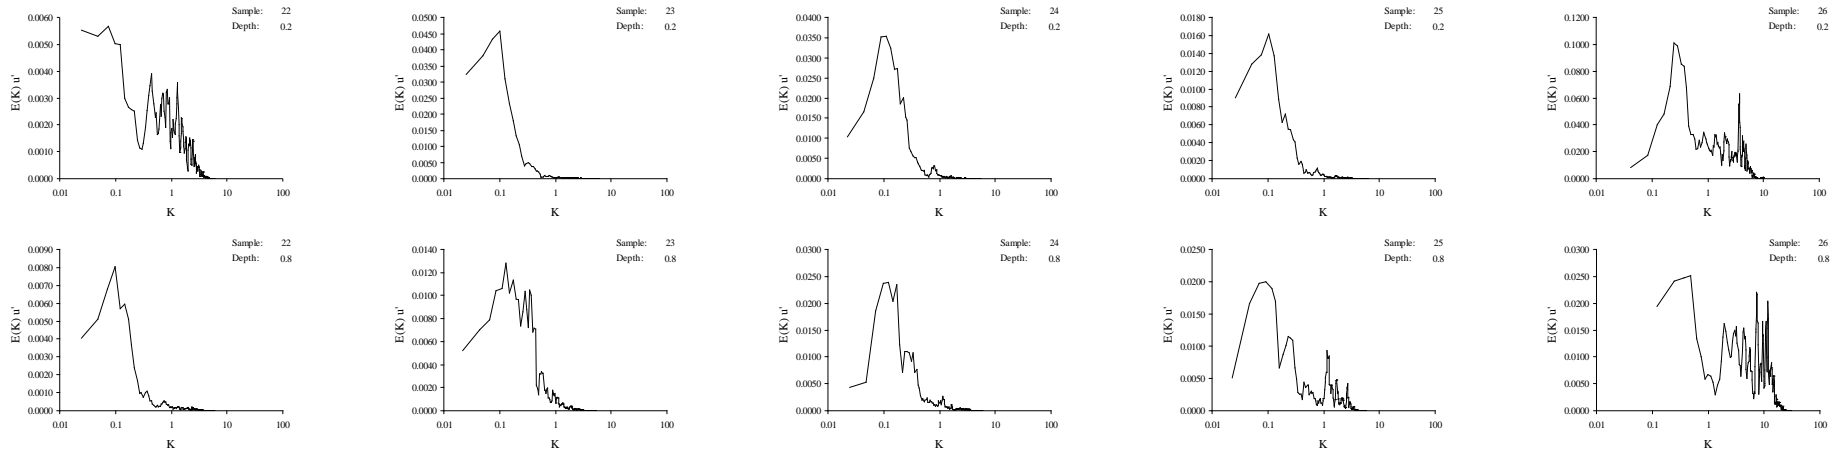 Sample: 22
Depth: 0.2
0.0060
0.0050
0.0040
0.0030
0.0020
0.0010
0.0000
E(K) u'
0.01 0.1 1 10 100
K
Sample: 23
Depth: 0.2
0.0500
0.0450
0.0400
0.0350
0.0300
0.0250
0.0200
0.0150
0.0100
0.0050
0.0000
E(K) u'
0.01 0.1 1 10 100
K
Sample: 24
Depth: 0.2
0.0400
0.0350
0.0300
0.0250
0.0200
0.0150
0.0100
0.0050
0.0000
E(K) u'
0.01 0.1 1 10 100
K
Sample: 25
Depth: 0.2
0.0180
0.0160
0.0140
0.0120
0.0100
0.0080
0.0060
0.0040
0.0020
0.0000
E(K) u'
0.01 0.1 1 10 100
K
Sample: 26
Depth: 0.2
0.1200
0.1000
0.0800
0.0600
0.0400
0.0200
0.0000
E(K) u'
0.01 0.1 1 10 100
K
Sample: 22
Depth: 0.8
0.0090
0.0080
0.0070
0.0060
0.0050
0.0040
0.0030
0.0020
0.0010
0.0000
E(K) u'
0.01 0.1 1 10 100
K
Sample: 23
Depth: 0.8
0.0140
0.0120
0.0100
0.0080
0.0060
0.0040
0.0020
0.0000
E(K) u'
0.01 0.1 1 10 100
K
Sample: 24
Depth: 0.8
0.0300
0.0250
0.0200
0.0150
0.0100
0.0050
0.0000
E(K) u'
0.01 0.1 1 10 100
K
Sample: 25
Depth: 0.8
0.0250
0.0200
0.0150
0.0100
0.0050
0.0000
E(K) u'
0.01 0.1 1 10 100
K
Sample: 26
Depth: 0.8
0.0300
0.0250
0.0200
0.0150
0.0100
0.0050
0.0000
E(K) u'
0.01 0.1 1 10 100
K